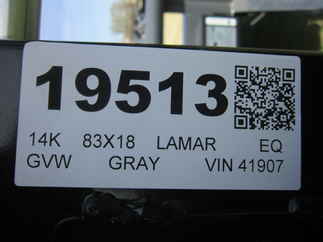 19513
14K 83X18 LAMAR EQ
GVW GRAY VIN 41907